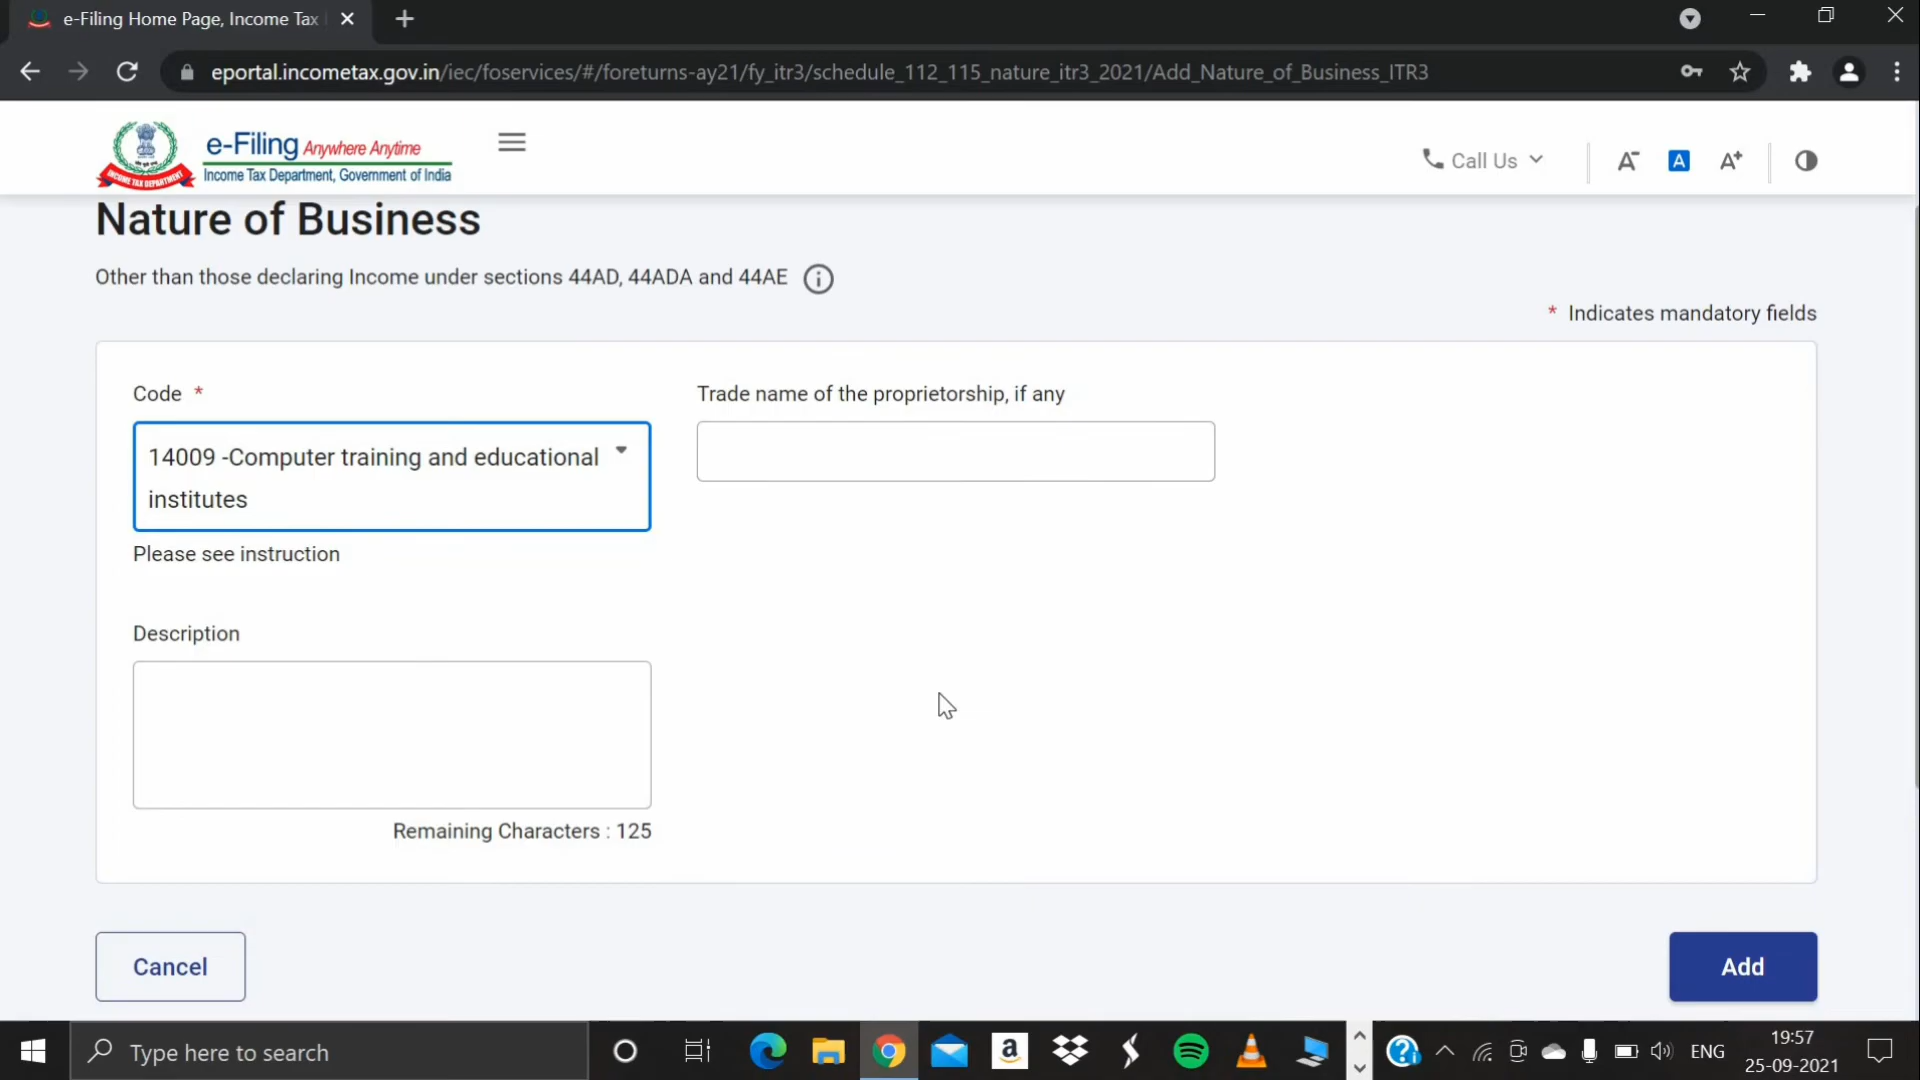 e-Filing Home Page, Income Tax
eportal.incometax.gov.in/iec/foservices/#/foreturns-ay21/fy_itr3/schedule_112_115_nature_itr3_2021/Add_Nature_of_Business_ITR3
e-Filing Anywhere Anytime
Income Tax Department, Government of India
INCOME TAX DEPARTMENT
Call Us
A-
A
A+
Nature of Business
Other than those declaring Income under sections 44AD, 44ADA and 44AE
* Indicates mandatory fields
Code *
Trade name of the proprietorship, if any
14009 -Computer training and educational
institutes
Please see instruction
Description
Remaining Characters : 125
Cancel
Add
Type here to search
ENG
19:57
25-09-2021